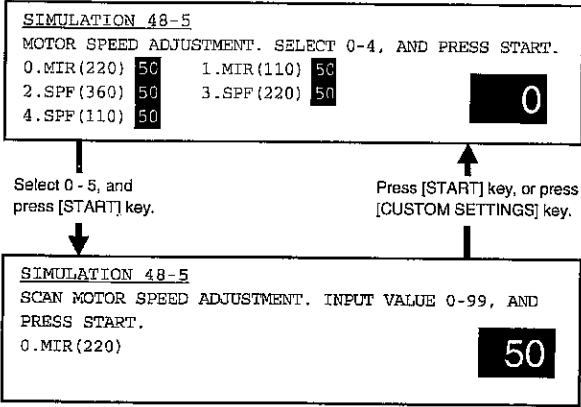 SIMULATION 48-5
MOTOR SPEED ADJUSTMENT. SELECT 0-4, AND PRESS START.
0.MIR(220) 50 1.MIR(110) 50
2.SPF(360) 50 3.SPF(220) 50
4.SPF(110) 50
0
Select 0 - 5, and
press [START] key.
Press [START] key, or press
[CUSTOM SETTINGS] key.
SIMULATION 48-5
SCAN MOTOR SPEED ADJUSTMENT. INPUT VALUE 0-99, AND
PRESS START.
0.MIR(220)
50